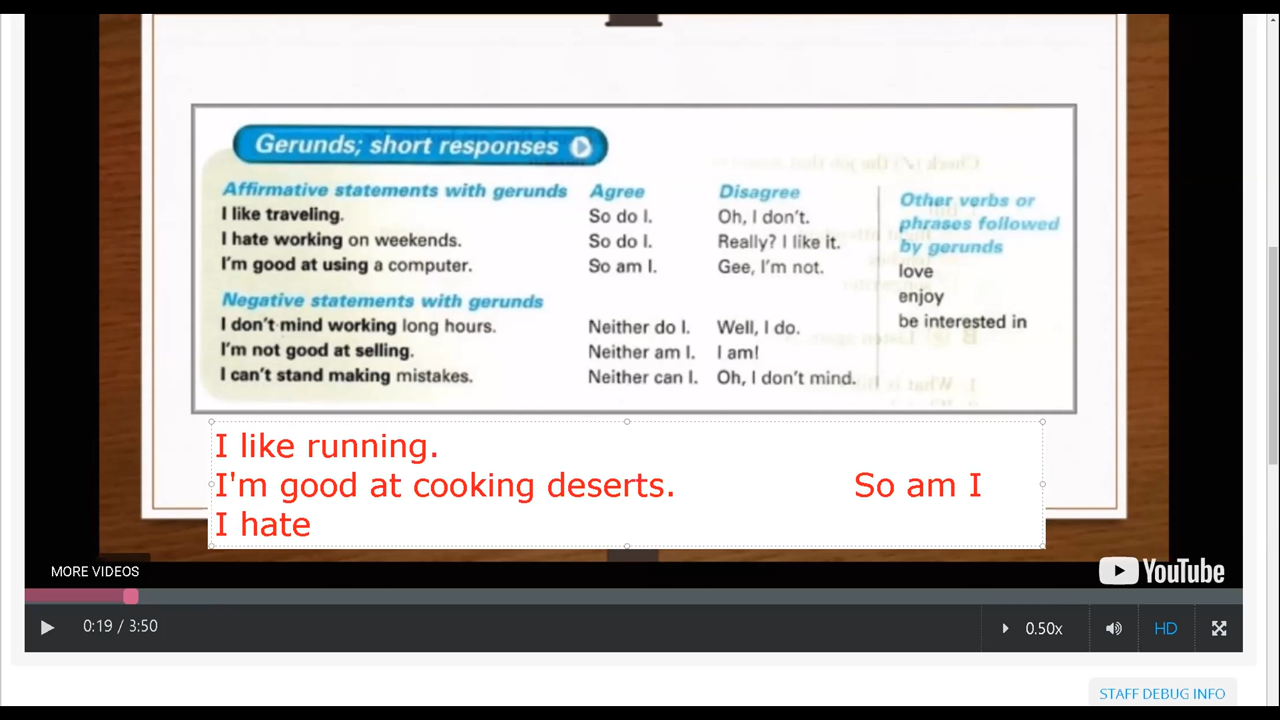 Gerunds; short responses
Affirmative statements with gerunds Agree Disagree
I like traveling. So do I. Oh, I don't.
I hate working on weekends. So do I. Really? I like it.
I'm good at using a computer. So am I. Gee, I'm not.
Negative statements with gerunds
I don't mind working long hours. Neither do I. Well, I do.
I'm not good at selling. Neither am I. I am!
I can't stand making mistakes. Neither can I. Oh, I don't mind.
Other verbs or
phrases followed
by gerunds
love
enjoy
be interested in
I like running.
I'm good at cooking deserts. So am I
I hate
MORE VIDEOS
YouTube
0:19 / 3:50
0.50x
HD
STAFF DEBUG INFO